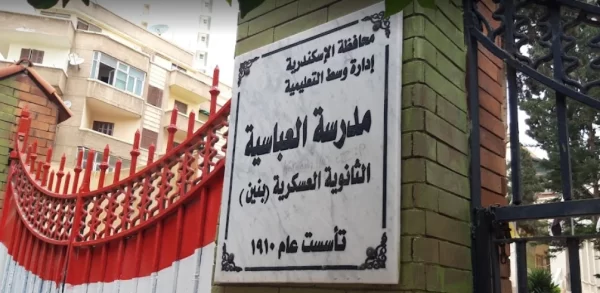 محافظة الإسكندرية
إدارة وسط التعليمية
مدرسة العباسية
الثانوية العسكرية (بنين)
تأسست عام ١٩١٠